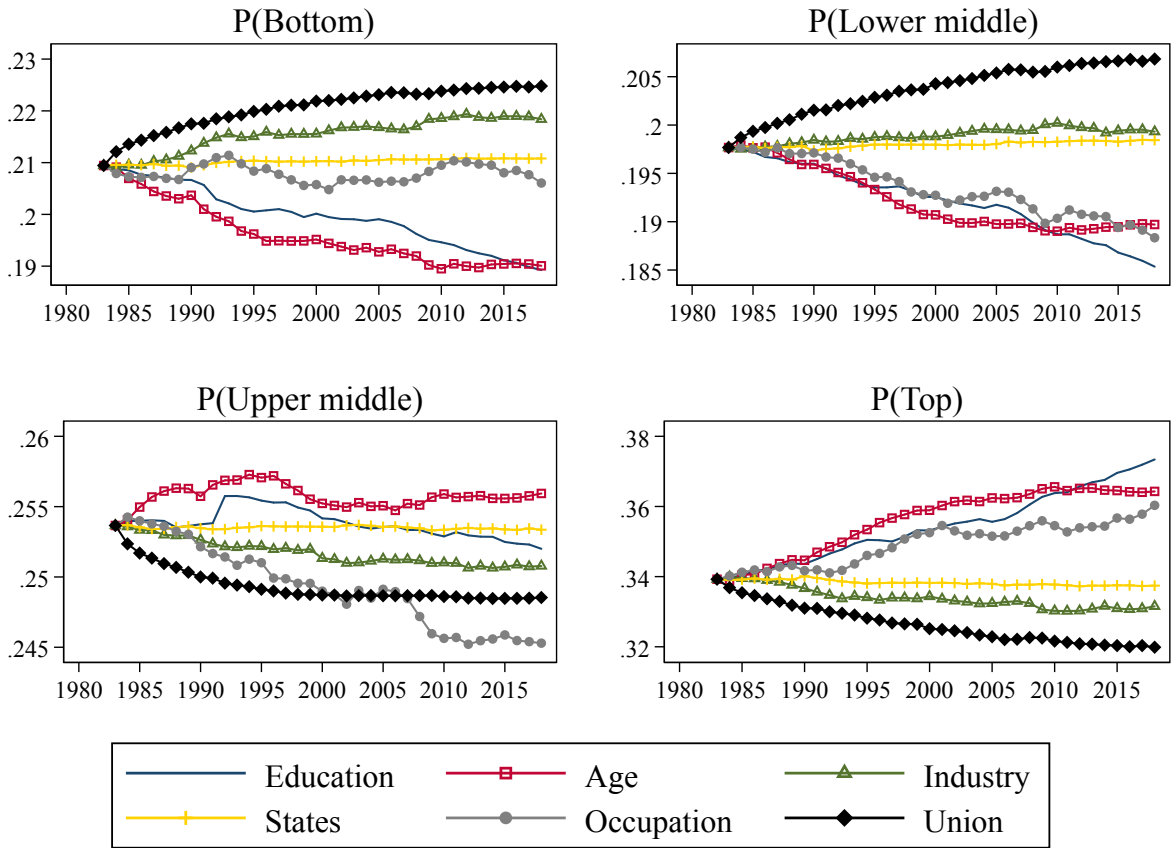 P(Bottom)
.23
.22
.21
.2
.19
1980 1985 1990 1995 2000 2005 2010 2015
P(Lower middle)
.205
.2
.195
.19
.185
1980 1985 1990 1995 2000 2005 2010 2015
P(Upper middle)
.26
.255
.25
.245
1980 1985 1990 1995 2000 2005 2010 2015
P(Top)
.38
.36
.34
.32
1980 1985 1990 1995 2000 2005 2010 2015
Education Age Industry
States Occupation Union